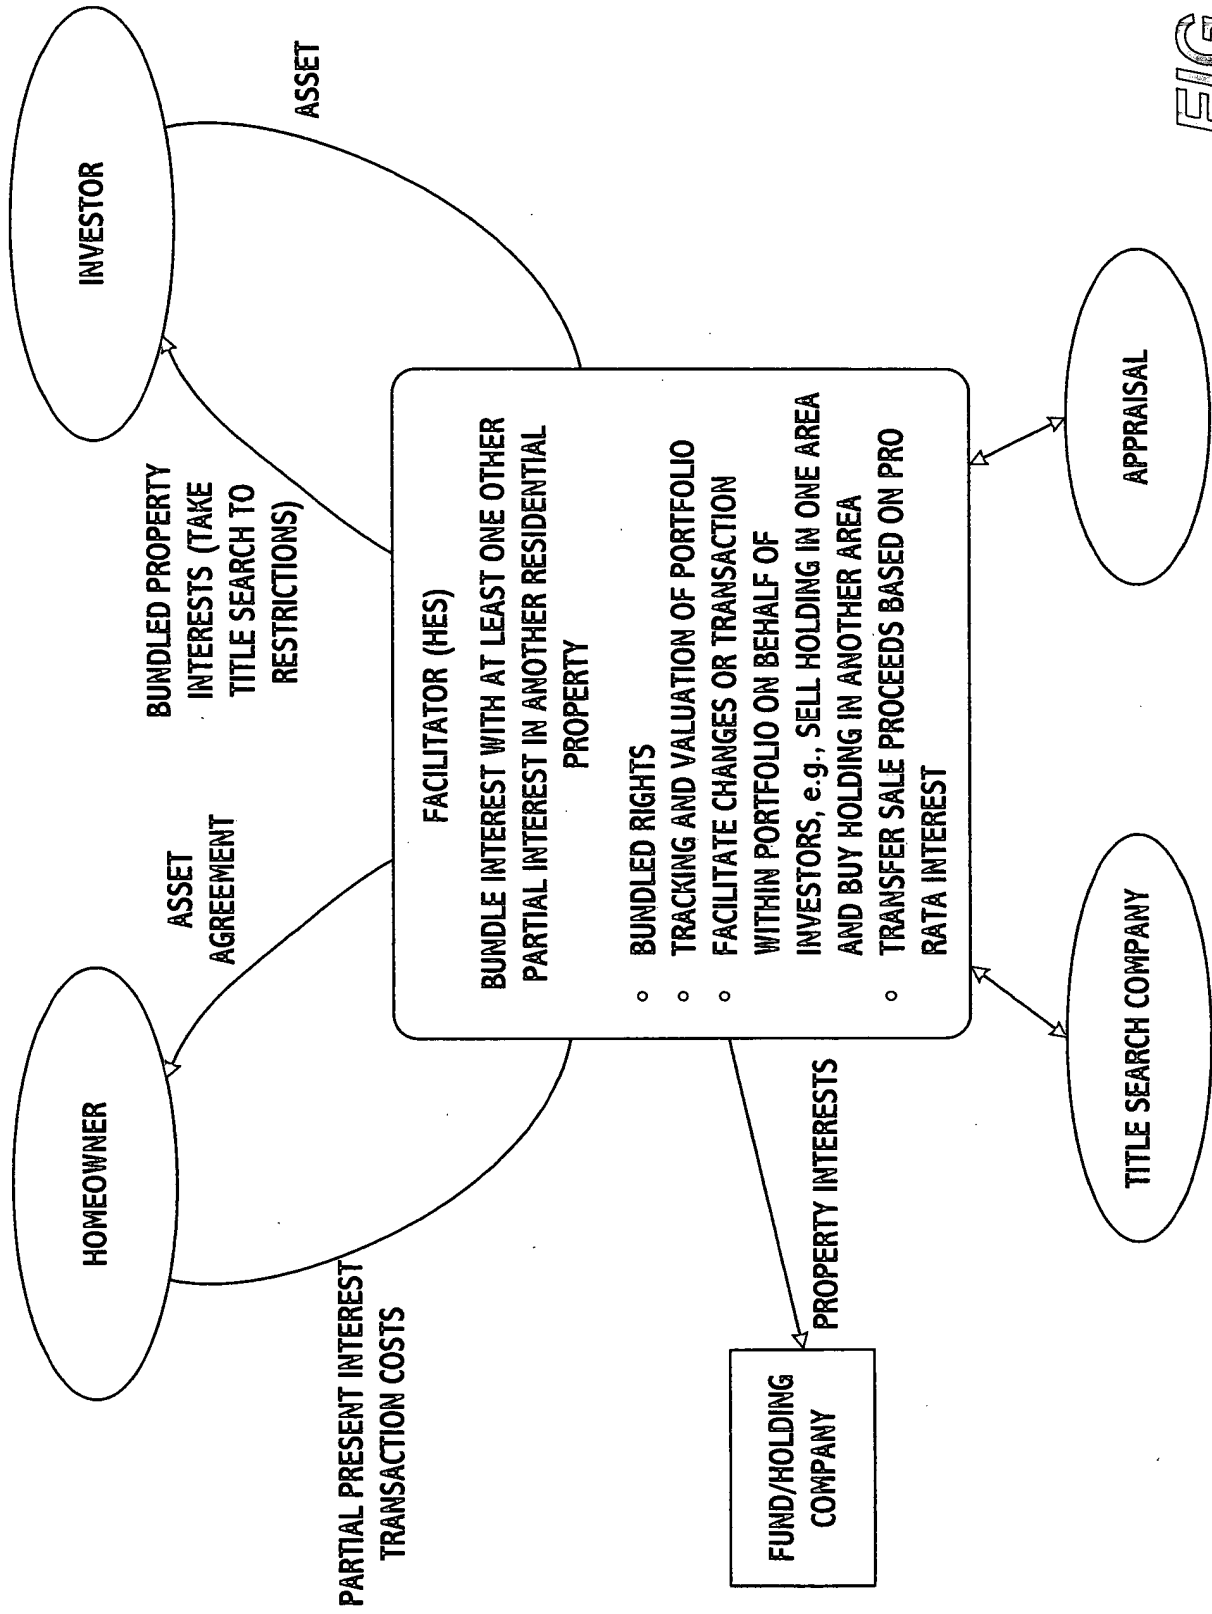 HOMEOWNER
INVESTOR
PARTIAL PRESENT INTEREST
TRANSACTION COSTS
ASSET
AGREEMENT
BUNDLED PROPERTY
INTERESTS (TAKE
TITLE SEARCH TO
RESTRICTIONS)
ASSET
FACILITATOR (HES)
BUNDLE INTEREST WITH AT LEAST ONE OTHER
PARTIAL INTEREST IN ANOTHER RESIDENTIAL
PROPERTY
○ BUNDLED RIGHTS
○ TRACKING AND VALUATION OF PORTFOLIO
○ FACILITATE CHANGES OR TRANSACTION
WITHIN PORTFOLIO ON BEHALF OF
INVESTORS, e.g., SELL HOLDING IN ONE AREA
AND BUY HOLDING IN ANOTHER AREA
○ TRANSFER SALE PROCEEDS BASED ON PRO
RATA INTEREST
PROPERTY INTERESTS
FUND/HOLDING
COMPANY
TITLE SEARCH COMPANY
APPRAISAL
FIG